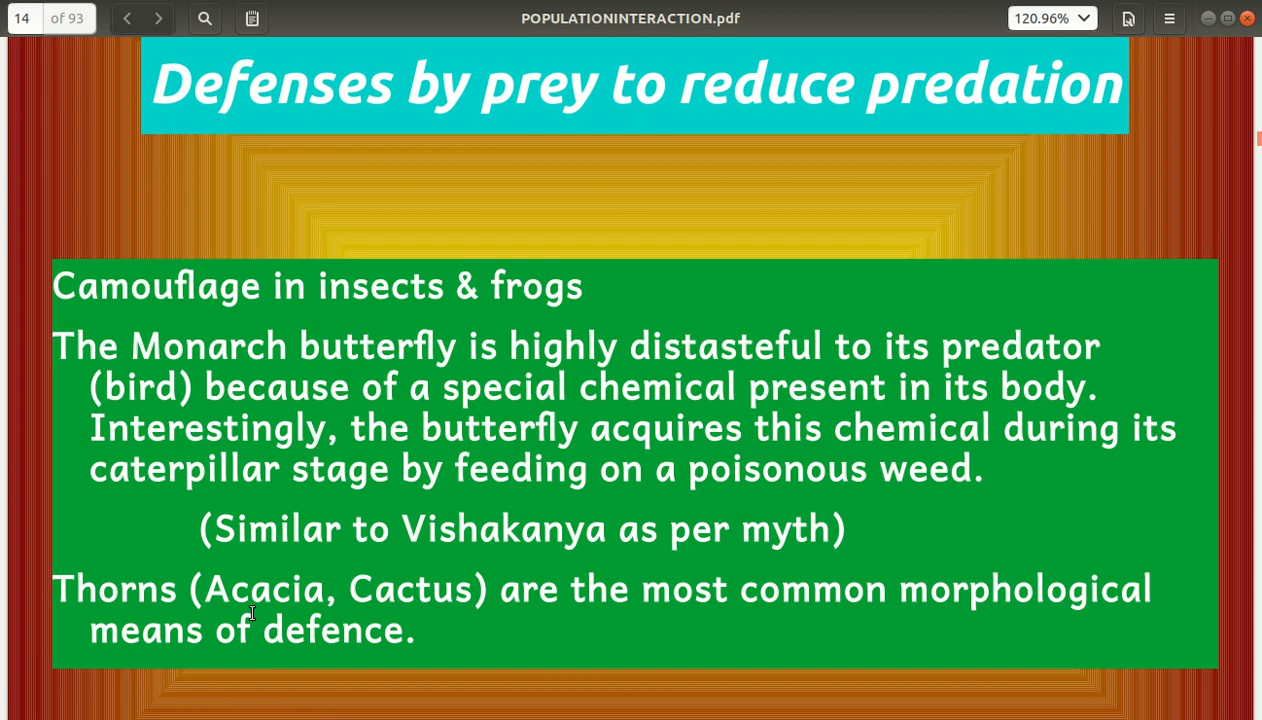 14 of 93
POPULATIONINTERACTION.pdf
120.96%
Defenses by prey to reduce predation
Camouflage in insects & frogs
The Monarch butterfly is highly distasteful to its predator
(bird) because of a special chemical present in its body.
Interestingly, the butterfly acquires this chemical during its
caterpillar stage by feeding on a poisonous weed.
(Similar to Vishakanya as per myth)
Thorns (Acacia, Cactus) are the most common morphological
means of defence.